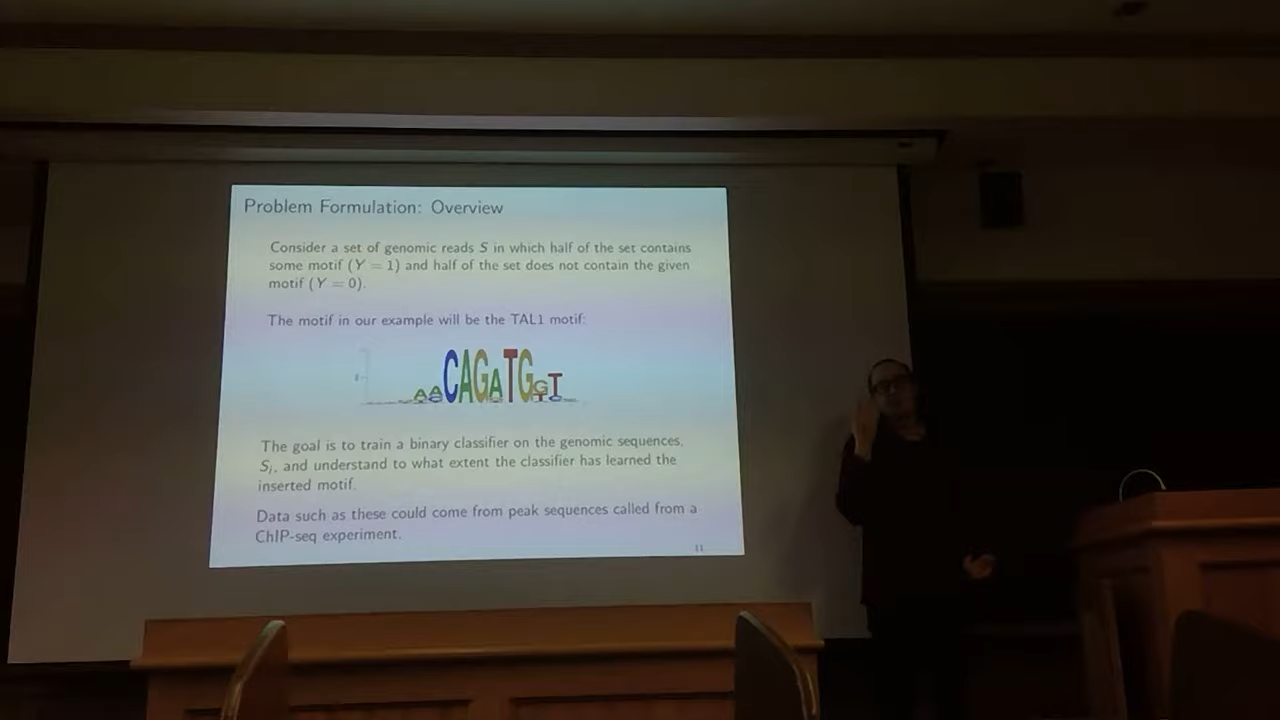 Problem Formulation: Overview
Consider a set of genomic reads S in which half of the set contains
some motif (Y = 1) and half of the set does not contain the given
motif (Y = 0).
The motif in our example will be the TAL1 motif:
AACAGATGGT
The goal is to train a binary classifier on the genomic sequences,
Si, and understand to what extent the classifier has learned the
inserted motif.
Data such as these could come from peak sequences called from a
ChIP-seq experiment.
11